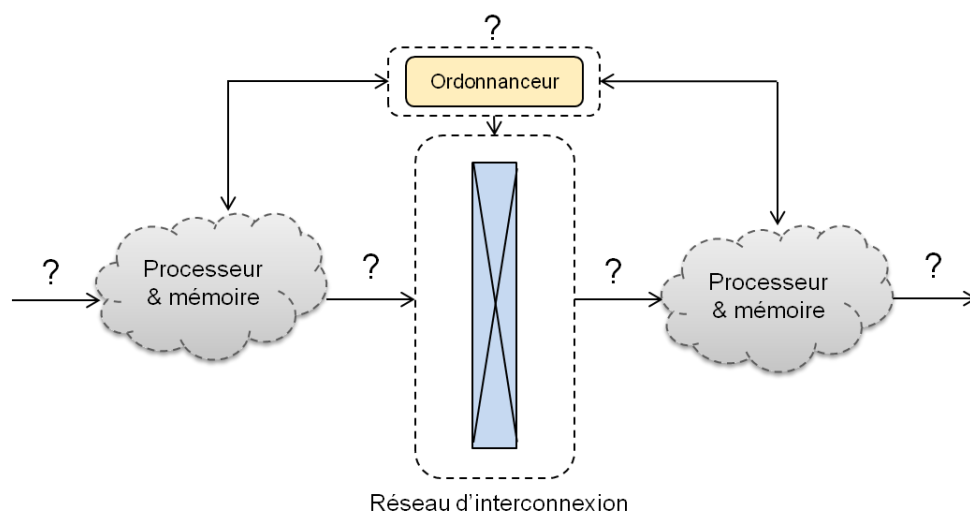 ?
Ordonnanceur
?
Processeur
& mémoire
?
?
Processeur
& mémoire
?
Réseau d'interconnexion